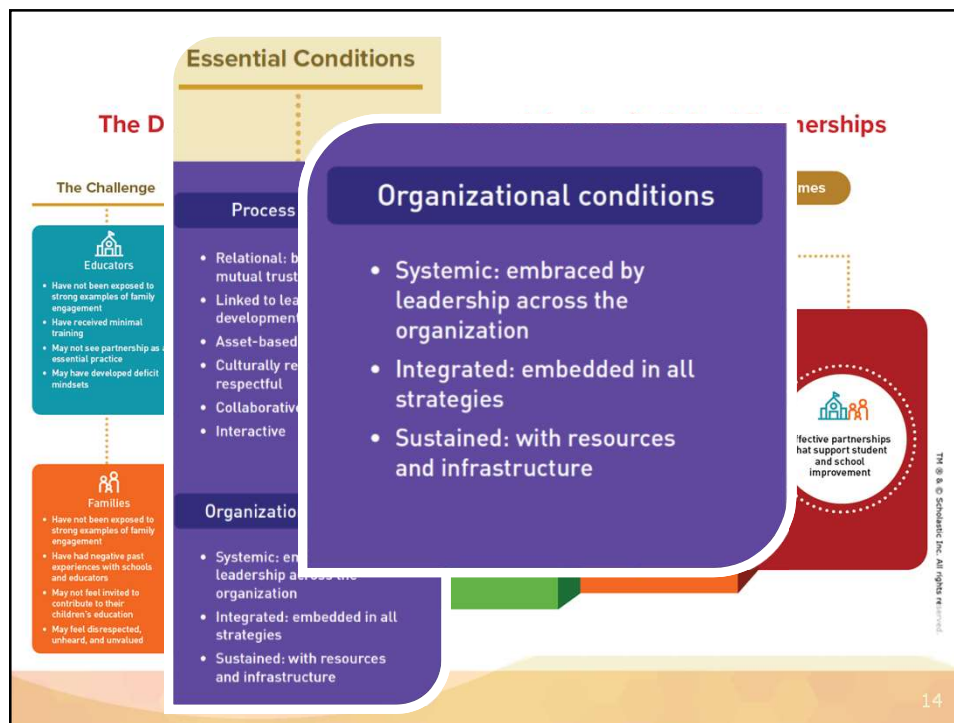 Essential Conditions
The D
nerships
The Challenge
mes
Educators
• Have not been exposed to
strong examples of family
engagement
• Have received minimal
training
• May not see partnership as
essential practice
• May have developed deficit
mindsets
Families
• Have not been exposed to
strong examples of family
engagement
• Have had negative past
experiences with schools
and educators
• May not feel invited to
contribute to their
children's education
• May feel disrespected,
unheard, and unvalued
Process
• Relational: b
mutual trust
• Linked to lea
development
• Asset-based
• Culturally re
respectful
• Collaborative
• Interactive
Organizatio
• Systemic: em
leadership across the
organization
• Integrated: embedded in all
strategies
• Sustained: with resources
and infrastructure
Organizational conditions
• Systemic: embraced by
leadership across the
organization
• Integrated: embedded in all
strategies
• Sustained: with resources
and infrastructure
ffective partnerships
hat support student
and school
improvement
TM ® & © Scholastic Inc. All rights reserved.
14